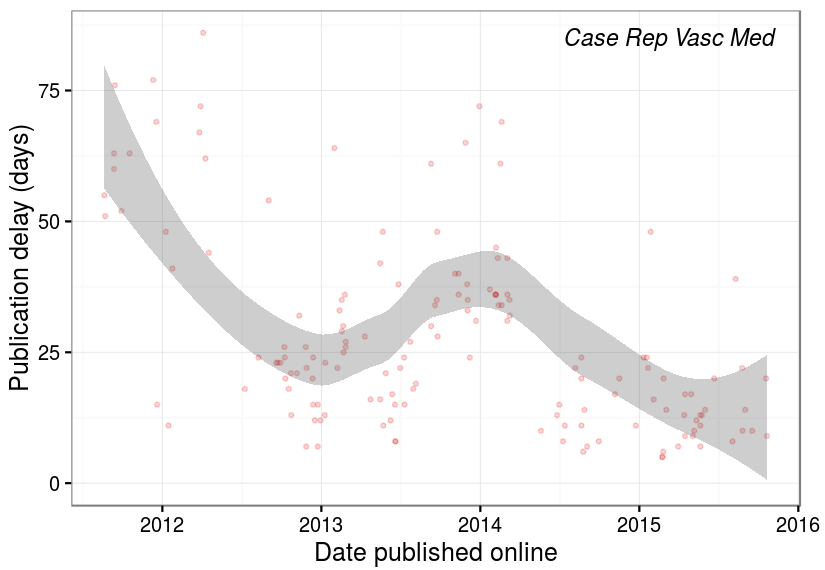 Case Rep Vasc Med
Publication delay (days)
75
50
25
0
2012 2013 2014 2015 2016
Date published online